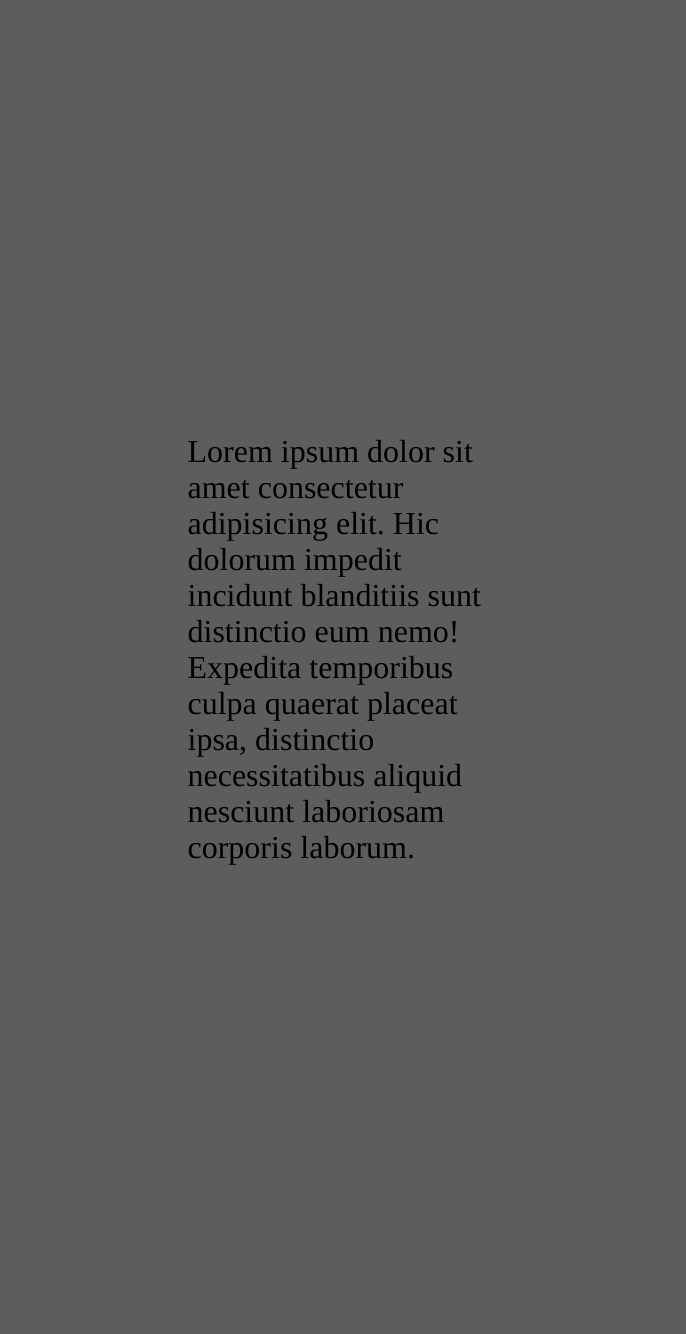 Lorem ipsum dolor sit
amet consectetur
adipisicing elit. Hic
dolorum impedit
incidunt blanditiis sunt
distinctio eum nemo!
Expedita temporibus
culpa quaerat placeat
ipsa, distinctio
necessitatibus aliquid
nesciunt laboriosam
corporis laborum.